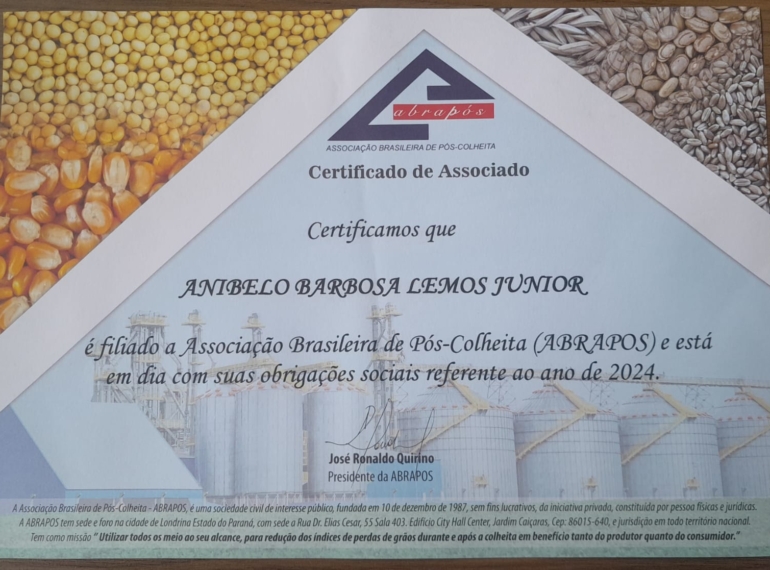 abrapós
ASSOCIAÇÃO BRASILEIRA DE PÓS-COLHEITA
Certificado de Associado
Certificamos que
ANIBELO BARBOSA LEMOS JUNIOR
é filiado a Associação Brasileira de Pós-Colheita (ABRAPOS) e está
em dia com suas obrigações sociais referente ao ano de 2024.
José Ronaldo Quirino
Presidente da ABRAPOS
A Associação Brasileira de Pós-Colheita - ABRAPOS, é uma sociedade civil de interesse público, fundada em 10 de dezembro de 1987, sem fins lucrativos, da iniciativa privada, constituída por pessoa físicas e jurídicas.
A ABRAPOS tem sede e foro na cidade de Londrina Estado do Paraná, com sede a Rua Dr. Elias Cesar, 55 Sala 403. Edifício City Hall Center, Jardim Caiçaras, Cep: 86015-640, e jurisdição em todo território nacional.
Tem como missão " Utilizar todos os meio ao seu alcance, para redução dos índices de perdas de grãos durante e após a colheita em benefício tanto do produtor quanto do consumidor."